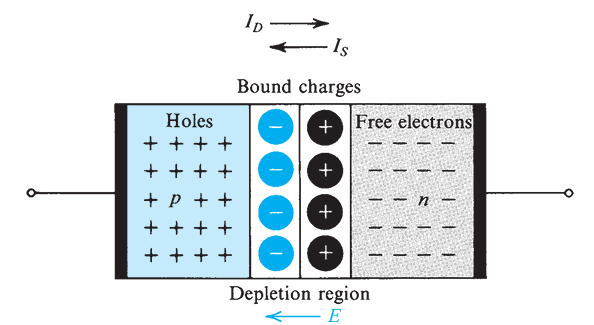 I_D
I_S
Bound charges
Holes
Free electrons
+ + + +
+ + + +
+ p + +
+ + + +
+ + + +
−
−
−
−
+
+
+
+
− − − −
− − − −
− − n −
− − − −
− − − −
Depletion region
E